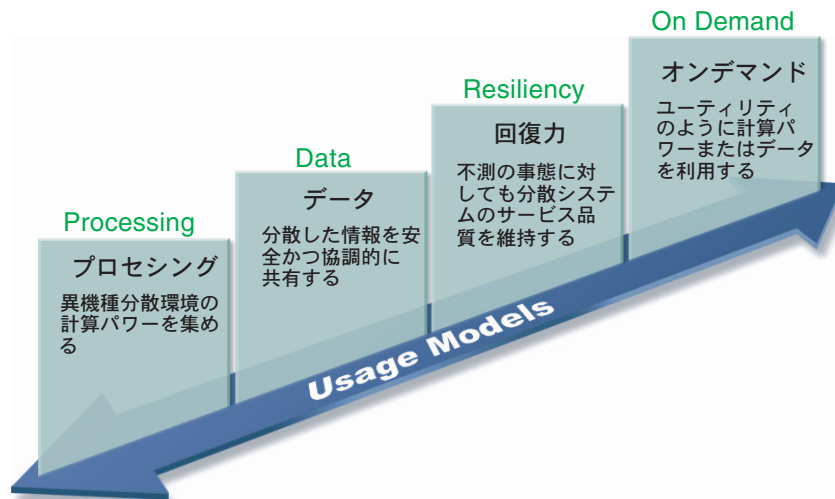 Processing
プロセシング
異機種分散環境の
計算パワーを集め
る
Data
データ
分散した情報を安
全かつ協調的に
共有する
Resiliency
回復力
不測の事態に対
しても分散システ
ムのサービス品
質を維持する
On Demand
オンデマンド
ユーティリティ
のように計算パ
ワーまたはデータ
を利用する
Usage Models